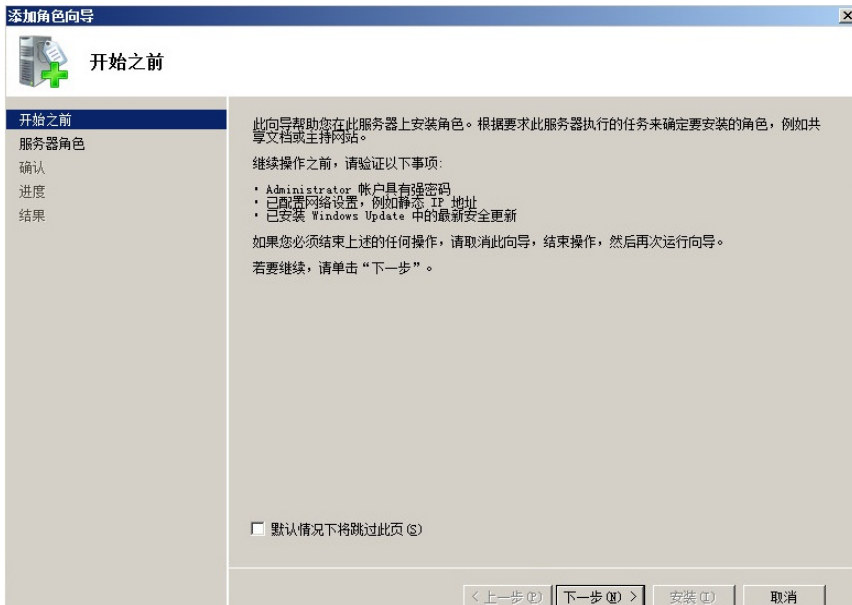 添加角色向导
开始之前
开始之前
服务器角色
确认
进度
结果
此向导帮助您在此服务器上安装角色。根据要求此服务器执行的任务来确定要安装的角色，例如共
享文档或主持网站。
继续操作之前，请验证以下事项:
· Administrator 帐户具有强密码
· 已配置网络设置，例如静态 IP 地址
· 已安装 Windows Update 中的最新安全更新
如果您必须结束上述的任何操作，请取消此向导，结束操作，然后再次运行向导。
若要继续，请单击“下一步”。
默认情况下将跳过此页(S)
< 上一步(P) 下一步(N) > 安装(I) 取消